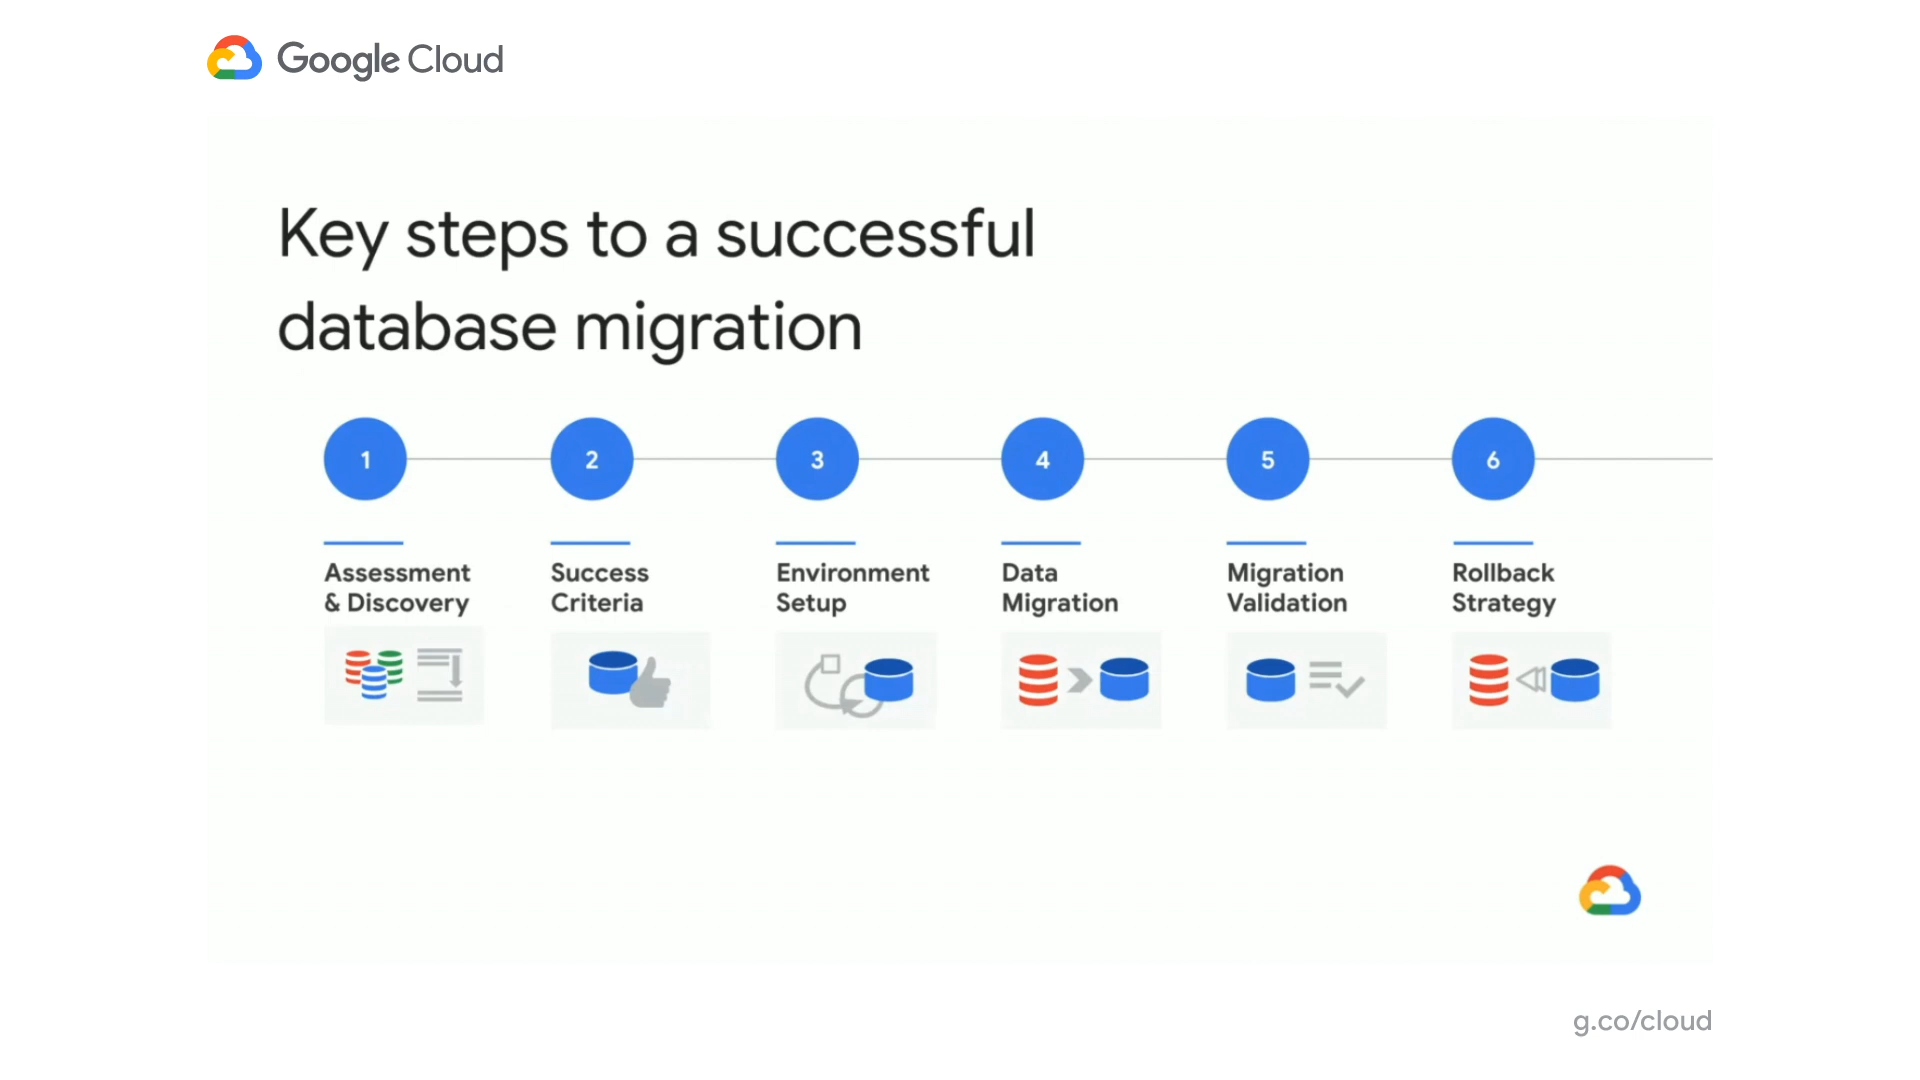 Google Cloud
Key steps to a successful
database migration
1
2
3
4
5
6
Assessment
& Discovery
Success
Criteria
Environment
Setup
Data
Migration
Migration
Validation
Rollback
Strategy
g.co/cloud